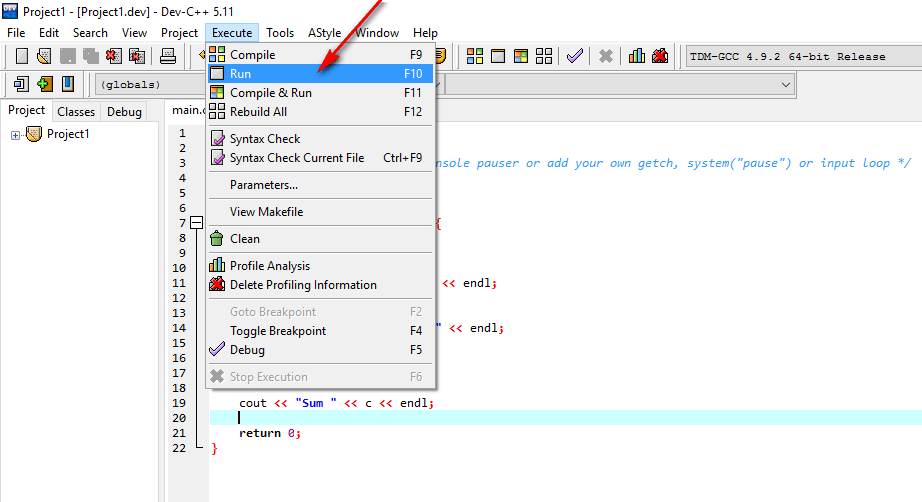 Project1 - [Project1.dev] - Dev-C++ 5.11
File Edit Search View Project Execute Tools AStyle Window Help
TDM-GCC 4.9.2 64-bit Release
(globals)
Project Classes Debug
Project1
main.
Compile F9
Run F10
Compile & Run F11
Rebuild All F12
Syntax Check
Syntax Check Current File Ctrl+F9
Parameters...
View Makefile
Clean
Profile Analysis
Delete Profiling Information
Goto Breakpoint F2
Toggle Breakpoint F4
Debug F5
Stop Execution F6
1
2
3 nsole pauser or add your own getch, system("pause") or input loop */
4
5
6
7 {
8
9
10
11 << endl;
12
13
14 " << endl;
15
16
17
18
19 cout << "Sum " << c << endl;
20
21 return 0;
22 }